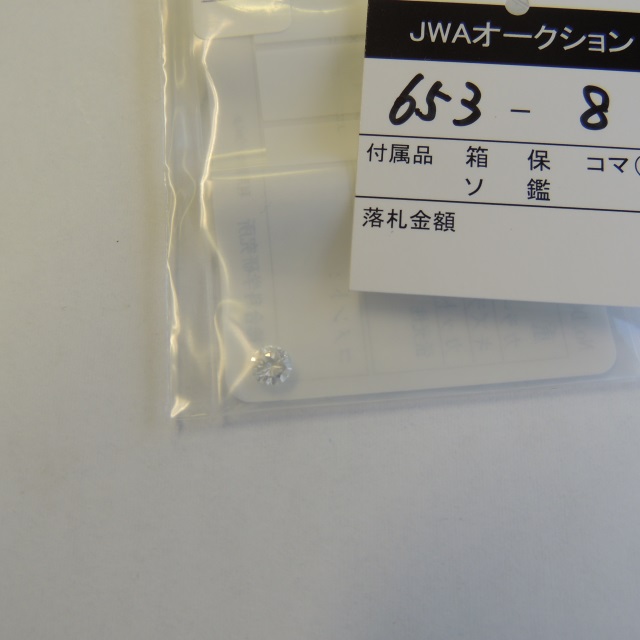 JWAオークション
653 - 8
付属品 箱 保 コマ(
ソ 鑑
落札金額